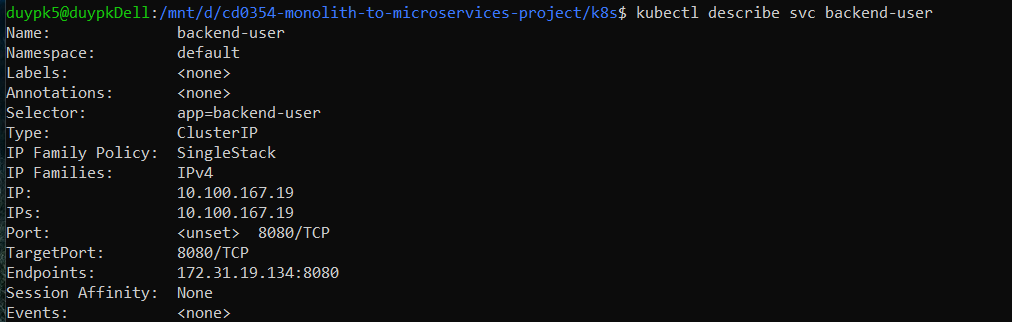 duypk5@duypkDell:/mnt/d/cd0354-monolith-to-microservices-project/k8s$ kubectl describe svc backend-user
Name:              backend-user
Namespace:         default
Labels:            <none>
Annotations:       <none>
Selector:          app=backend-user
Type:              ClusterIP
IP Family Policy:  SingleStack
IP Families:       IPv4
IP:                10.100.167.19
IPs:               10.100.167.19
Port:              <unset>  8080/TCP
TargetPort:        8080/TCP
Endpoints:         172.31.19.134:8080
Session Affinity:  None
Events:            <none>